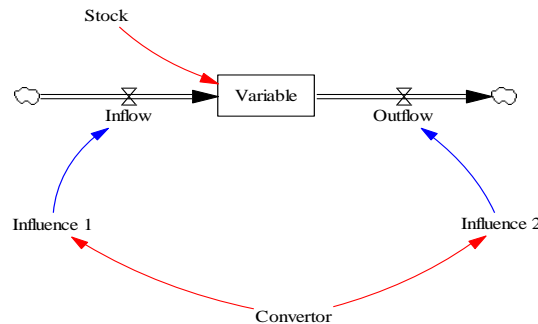 Stock
Variable
Inflow
Outflow
Influence 1
Influence 2
Convertor